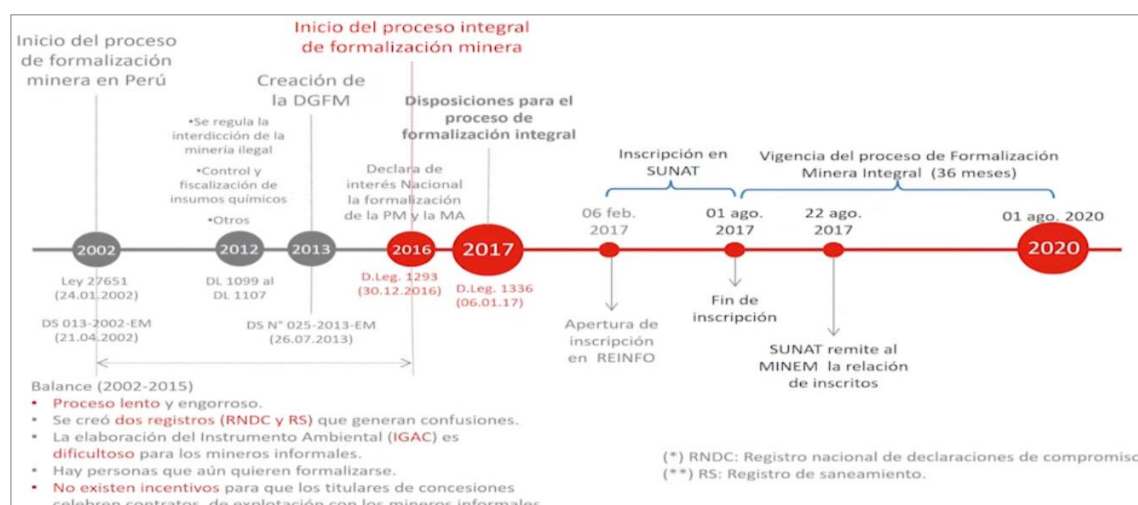 Inicio del proceso
de formalización
minera en Perú
Inicio del proceso integral
de formalización minera
Creación de
la DGFM
•Se regula la
interdicción de la
minería ilegal
•Control y
fiscalización de
insumos químicos
•Otros
Declara de
interés Nacional
la formalización
de la PM y la MA
Disposiciones para el
proceso de
formalización integral
Inscripción en
SUNAT
Vigencia del proceso de Formalización
Minera Integral (36 meses)
06 feb.
2017
01 ago.
2017
22 ago.
2017
01 ago. 2020
2002
2012
2013
2016
2017
2020
Ley 27651
(24.01.2002)
DS 013-2002-EM
(21.04.2002)
DL 1099 al
DL 1107
DS N° 025-2013-EM
(26.07.2013)
D.Leg. 1293
(30.12.2016)
D.Leg. 1336
(06.01.17)
Apertura de
inscripción
en REINFO
Fin de
inscripción
SUNAT remite al
MINEM la relación
de inscritos
Balance (2002-2015)
• Proceso lento y engorroso.
• Se creó dos registros (RNDC y RS) que generan confusiones.
• La elaboración del Instrumento Ambiental (IGAC) es
dificultoso para los mineros informales.
• Hay personas que aún quieren formalizarse.
• No existen incentivos para que los titulares de concesiones
celebren contratos de explotación con los mineros informales
(*) RNDC: Registro nacional de declaraciones de compromiso
(**) RS: Registro de saneamiento.